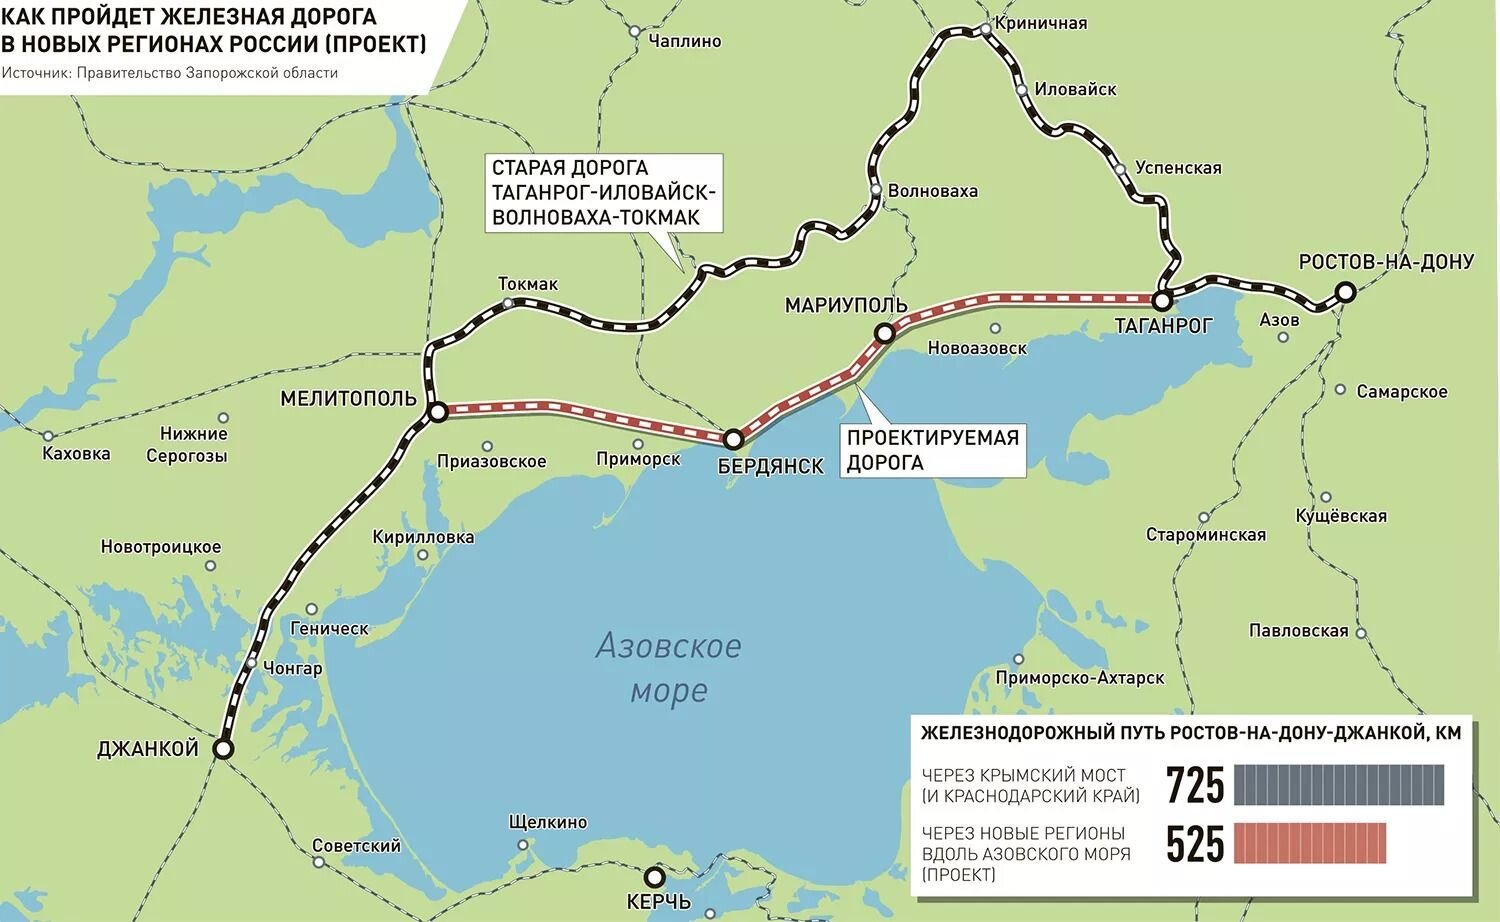 КАК ПРОЙДЕТ ЖЕЛЕЗНАЯ ДОРОГА
В НОВЫХ РЕГИОНАХ РОССИИ (ПРОЕКТ)
Источник: Правительство Запорожской области
Чаплино
Криничная
Иловайск
СТАРАЯ ДОРОГА
ТАГАНРОГ-ИЛОВАЙСК-
ВОЛНОВАХА-ТОКМАК
Успенская
Волноваха
РОСТОВ-НА-ДОНУ
Токмак
МАРИУПОЛЬ
ТАГАНРОГ
Азов
Новоазовск
МЕЛИТОПОЛЬ
Самарское
Нижние
Серогозы
Каховка
ПРОЕКТИРУЕМАЯ
ДОРОГА
Приазовское
Приморск
БЕРДЯНСК
Кущёвская
Староминская
Кирилловка
Новотроицкое
Геническ
Павловская
Азовское
море
Чонгар
Приморско-Ахтарск
ДЖАНКОЙ
ЖЕЛЕЗНОДОРОЖНЫЙ ПУТЬ РОСТОВ-НА-ДОНУ-ДЖАНКОЙ, КМ
ЧЕРЕЗ КРЫМСКИЙ МОСТ
(И КРАСНОДАРСКИЙ КРАЙ)
725
ЧЕРЕЗ НОВЫЕ РЕГИОНЫ
ВДОЛЬ АЗОВСКОГО МОРЯ
(ПРОЕКТ)
525
Щелкино
Советский
КЕРЧЬ